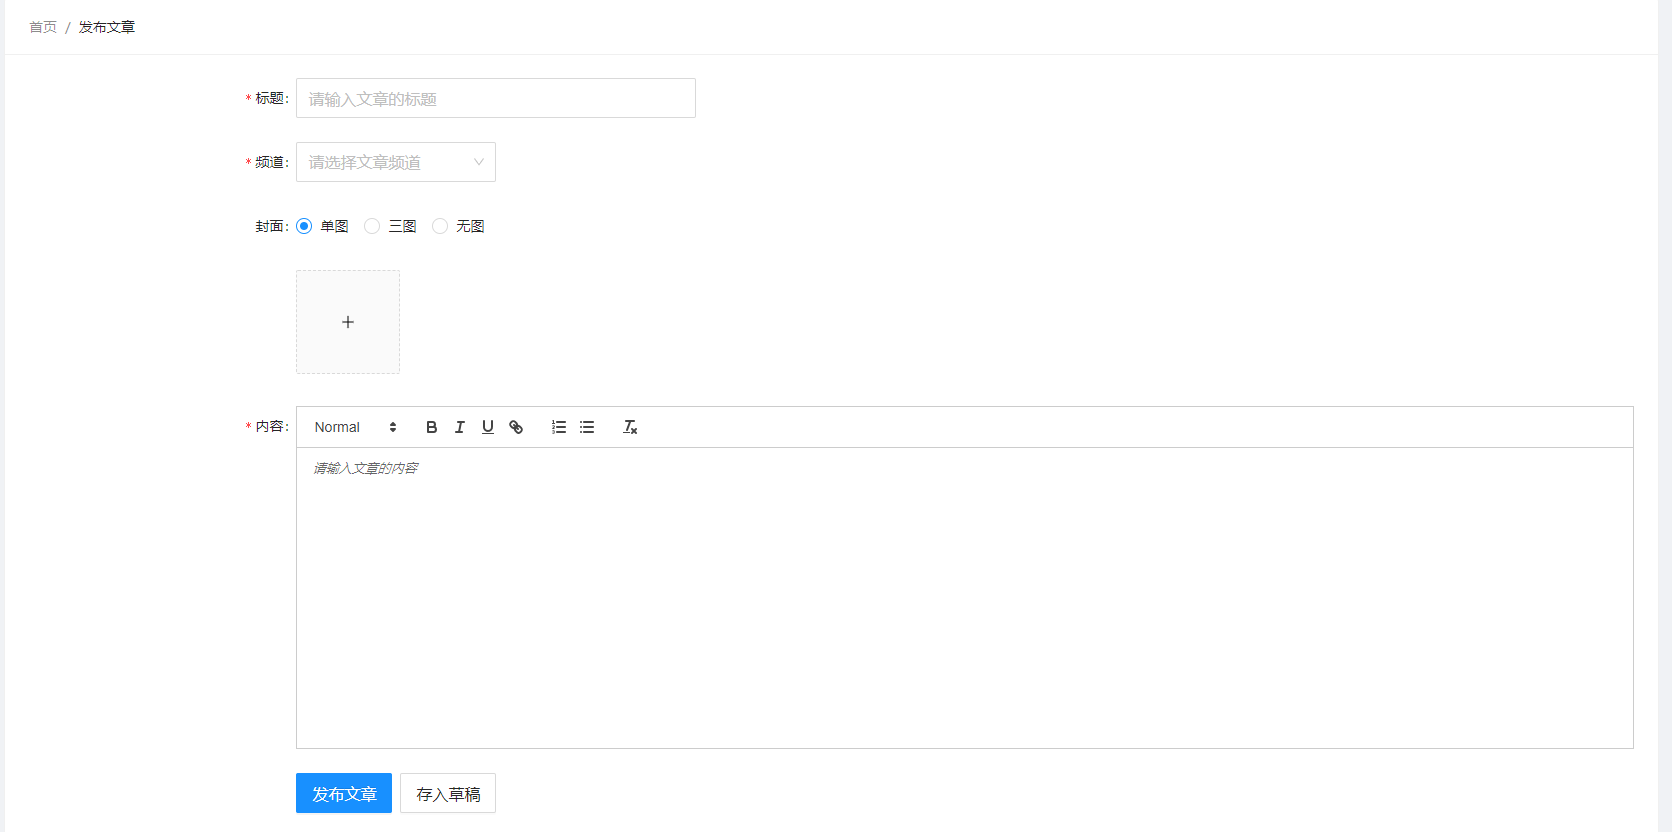 首页 / 发布文章
* 标题: 请输入文章的标题
* 频道: 请选择文章频道
封面: 单图 三图 无图
* 内容: Normal
请输入文章的内容
发布文章 存入草稿